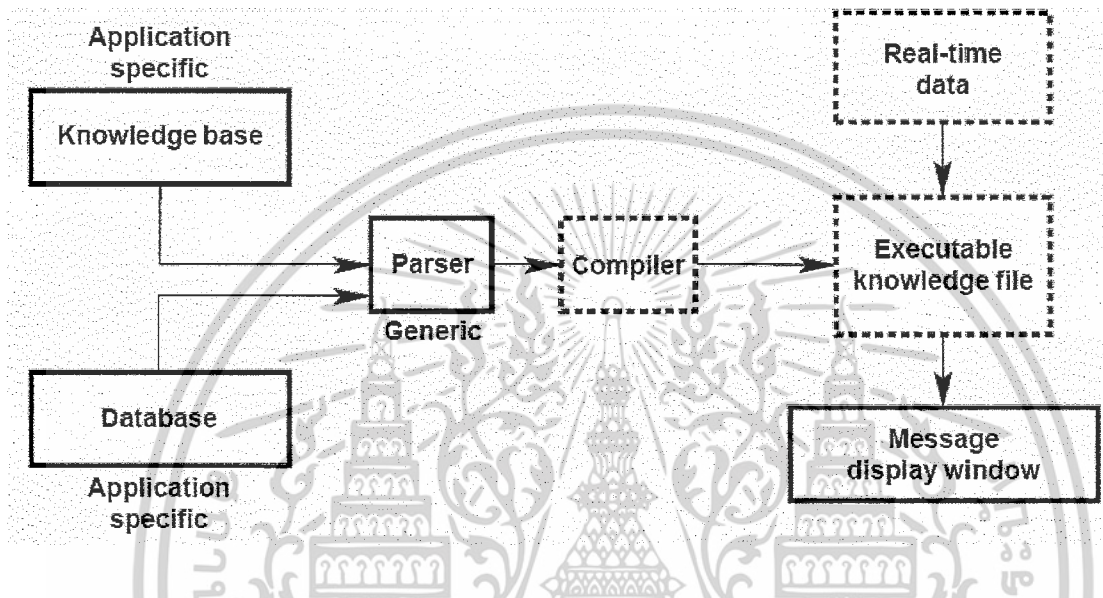 Application
specific
Knowledge base
Real-time
data
Parser
Generic
Compiler
Executable
knowledge file
Database
Application
specific
Message
display window